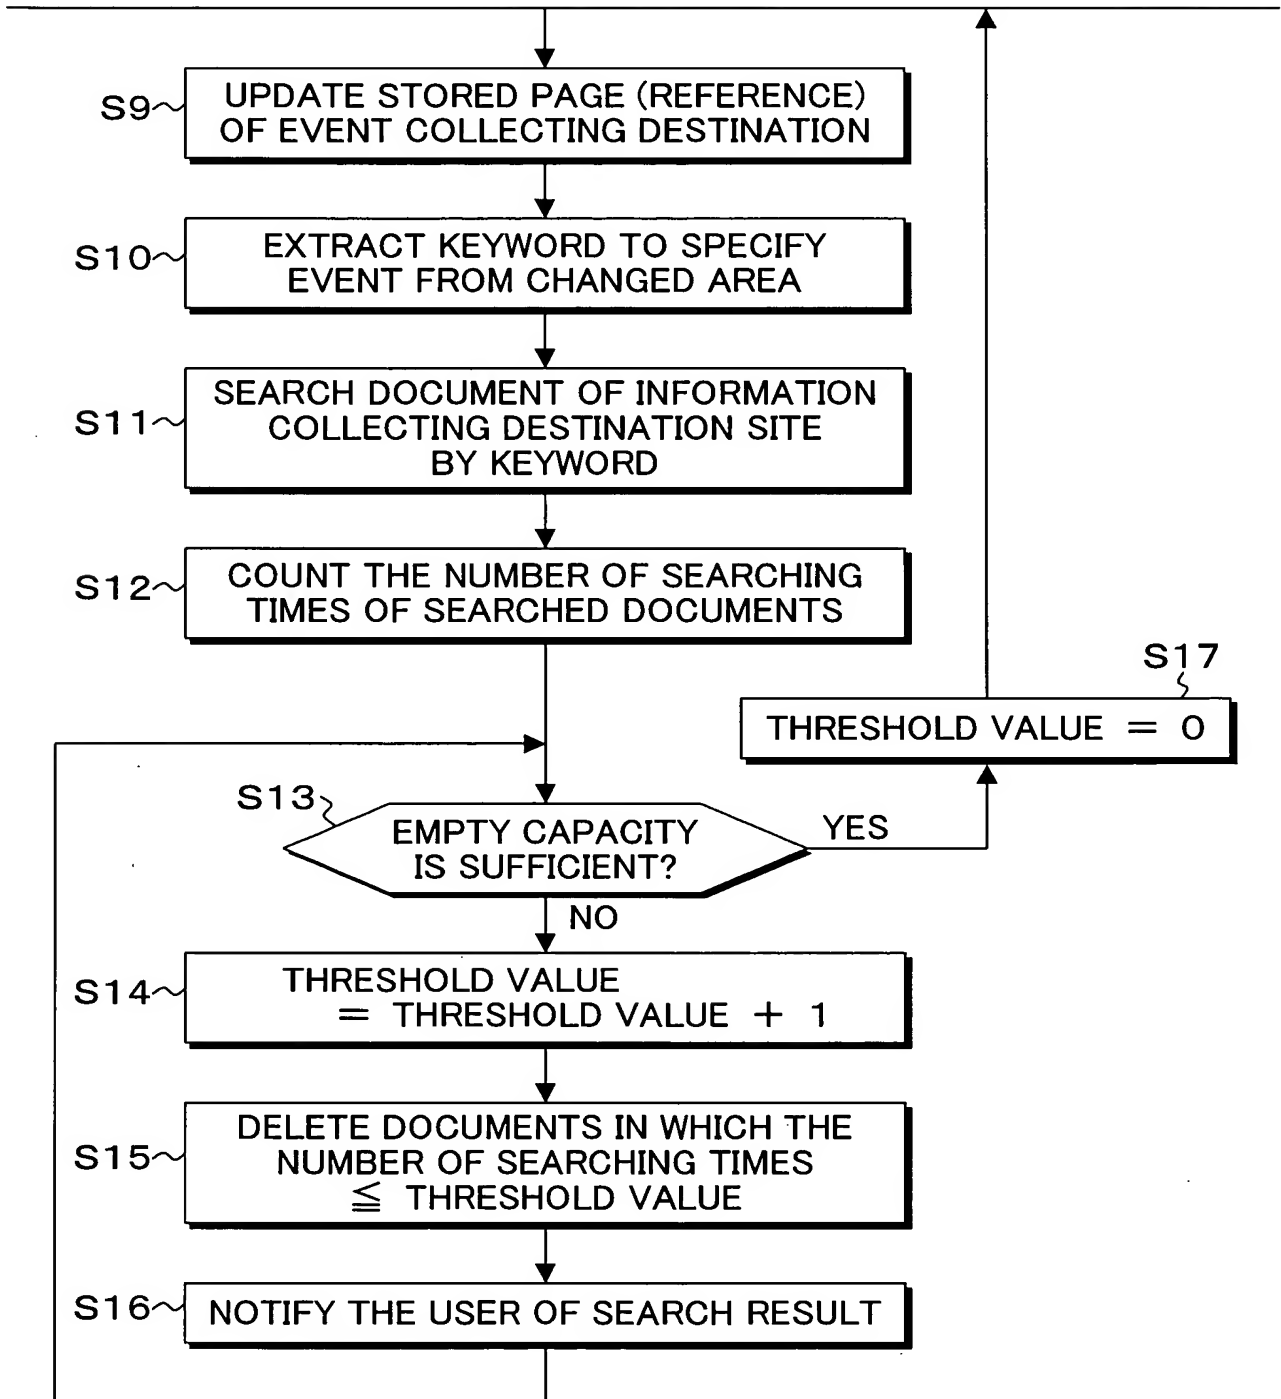 S9
UPDATE STORED PAGE (REFERENCE)
OF EVENT COLLECTING DESTINATION
S10
EXTRACT KEYWORD TO SPECIFY
EVENT FROM CHANGED AREA
S11
SEARCH DOCUMENT OF INFORMATION
COLLECTING DESTINATION SITE
BY KEYWORD
S12
COUNT THE NUMBER OF SEARCHING
TIMES OF SEARCHED DOCUMENTS
S17
THRESHOLD VALUE = 0
S13
EMPTY CAPACITY
IS SUFFICIENT?
YES
NO
S14
THRESHOLD VALUE
= THRESHOLD VALUE + 1
S15
DELETE DOCUMENTS IN WHICH THE
NUMBER OF SEARCHING TIMES
≦ THRESHOLD VALUE
S16
NOTIFY THE USER OF SEARCH RESULT